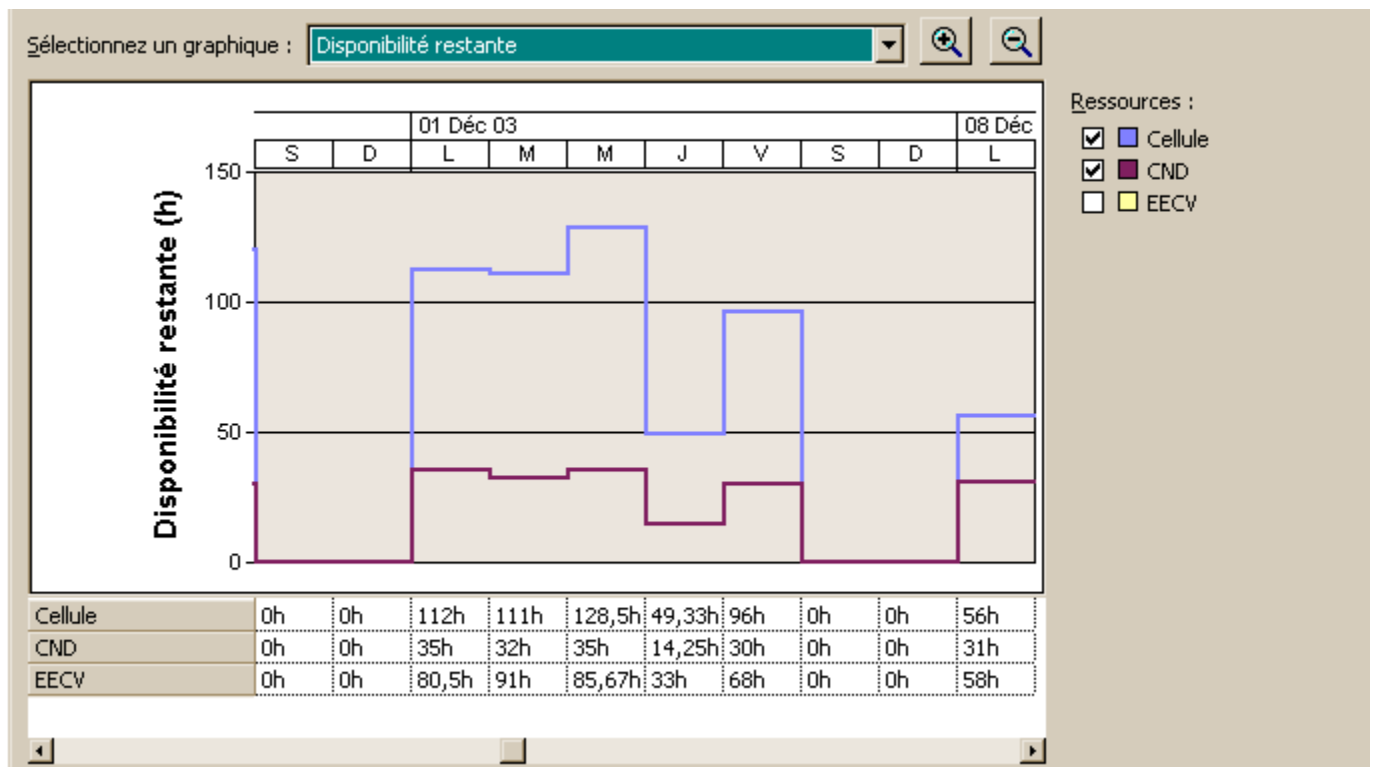 Sélectionnez un graphique : Disponibilité restante
Ressources :
Cellule
CND
EECV
01 Déc 03 08 Déc
S D L M M J V S D L
Disponibilité restante (h)
150
100
50
0
Cellule 0h 0h 112h 111h 128,5h 49,33h 96h 0h 0h 56h
CND 0h 0h 35h 32h 35h 14,25h 30h 0h 0h 31h
EECV 0h 0h 80,5h 91h 85,67h 33h 68h 0h 0h 58h